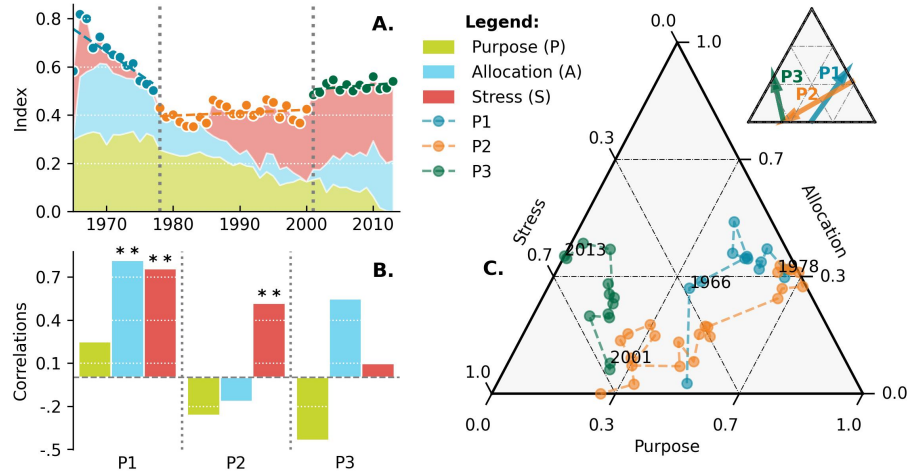 A.
Index
0.8
0.6
0.4
0.2
0.0
1970
1980
1990
2000
2010
Legend:
Purpose (P)
Allocation (A)
Stress (S)
P1
P2
P3
B.
Correlations
0.7
0.4
0.1
-.2
-.5
* *
* *
* *
P1
P2
P3
C.
0.0
1.0
0.3
0.7
0.7
0.3
1.0
0.0
0.0
0.3
0.7
1.0
Stress
Allocation
Purpose
2013
1978
1966
2001
P3
P1
P2